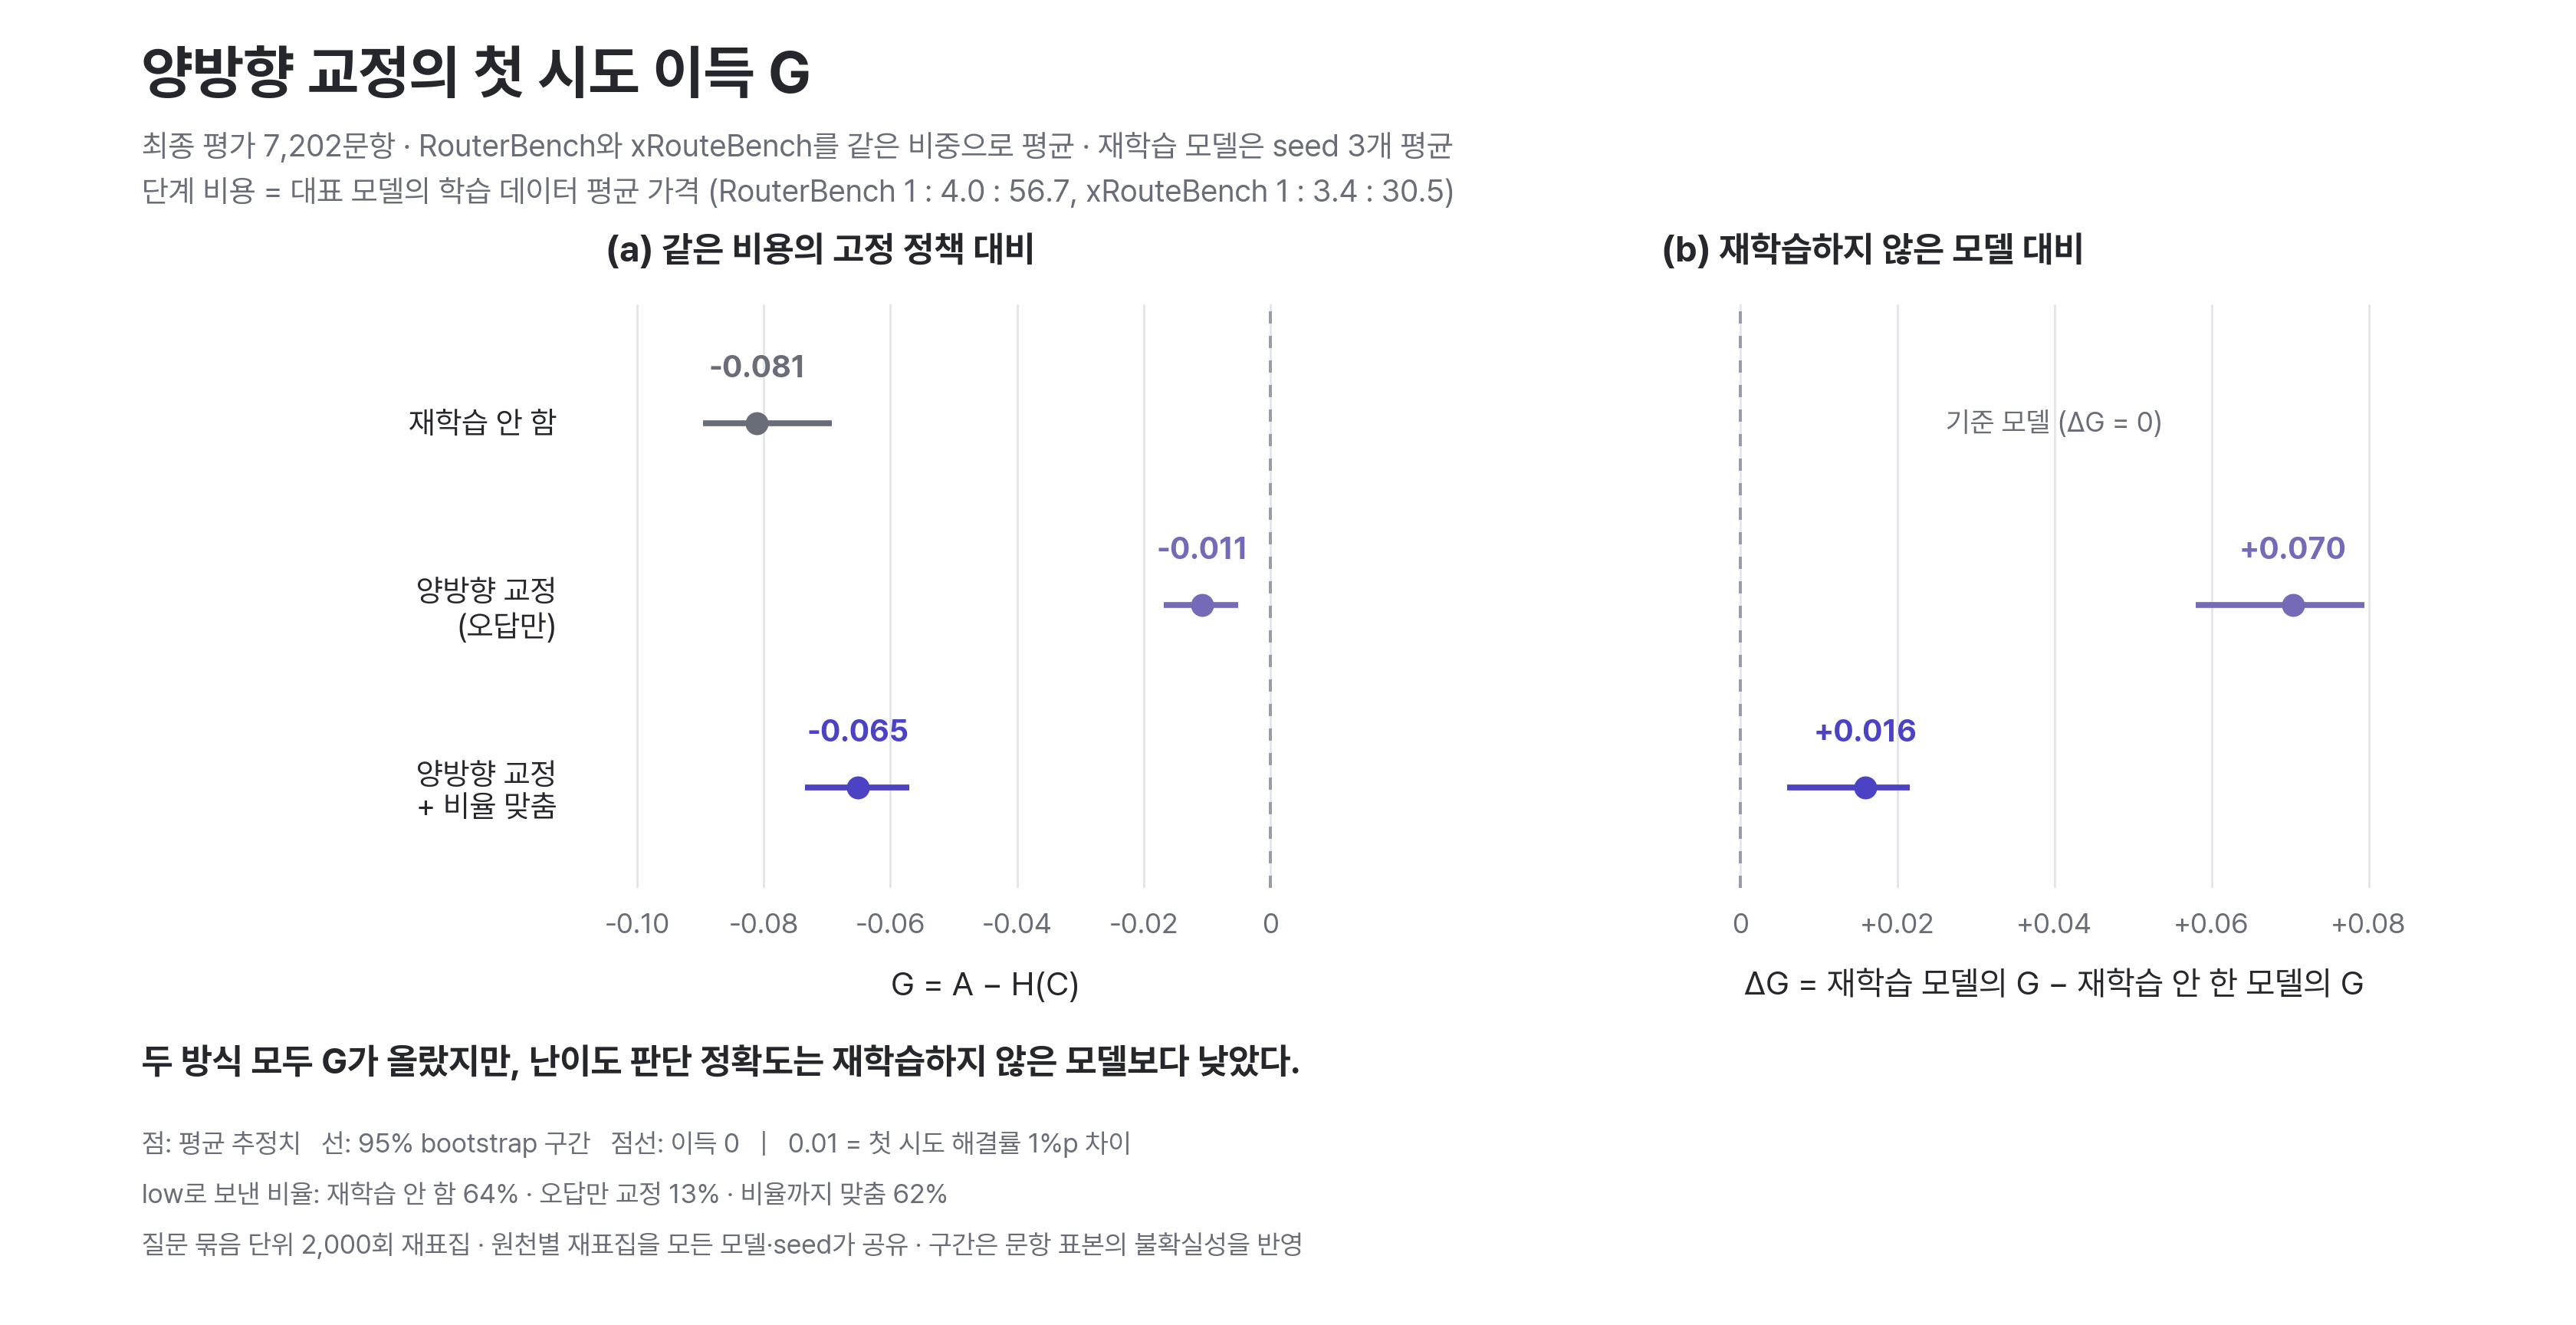 양방향 교정의 첫 시도 이득 G
최종 평가 7,202문항 · RouterBench와 xRouteBench를 같은 비중으로 평균 · 재학습 모델은 seed 3개 평균
단계 비용 = 대표 모델의 학습 데이터 평균 가격 (RouterBench 1 : 4.0 : 56.7, xRouteBench 1 : 3.4 : 30.5)
(a) 같은 비용의 고정 정책 대비
-0.081
재학습 안 함
-0.011
양방향 교정
(오답만)
-0.065
양방향 교정
+ 비율 맞춤
-0.10 -0.08 -0.06 -0.04 -0.02 0
G = A − H(C)
(b) 재학습하지 않은 모델 대비
기준 모델 (ΔG = 0)
+0.070
+0.016
0 +0.02 +0.04 +0.06 +0.08
ΔG = 재학습 모델의 G − 재학습 안 한 모델의 G
두 방식 모두 G가 올랐지만, 난이도 판단 정확도는 재학습하지 않은 모델보다 낮았다.
점: 평균 추정치 선: 95% bootstrap 구간 점선: 이득 0 | 0.01 = 첫 시도 해결률 1%p 차이
low로 보낸 비율: 재학습 안 함 64% · 오답만 교정 13% · 비율까지 맞춤 62%
질문 묶음 단위 2,000회 재표집 · 원천별 재표집을 모든 모델·seed가 공유 · 구간은 문항 표본의 불확실성을 반영